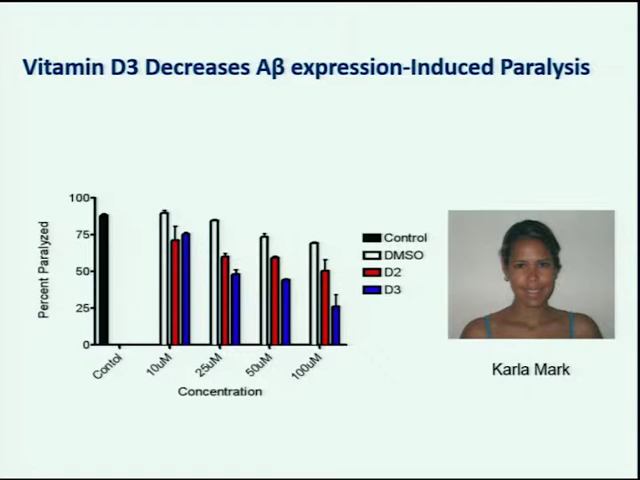 Vitamin D3 Decreases Aβ expression-Induced Paralysis
100
75
50
25
0
Percent Paralyzed
Contol
10uM
25uM
50uM
100uM
Concentration
Control
DMSO
D2
D3
Karla Mark